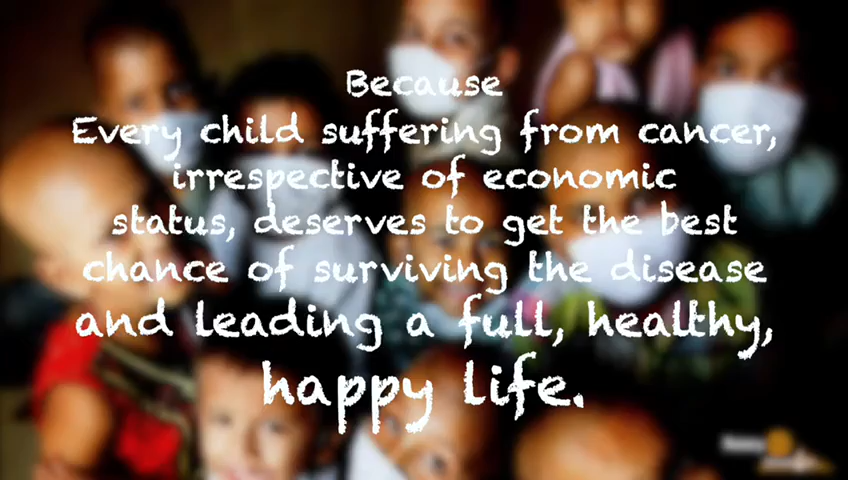 Because
Every child suffering from cancer,
irrespective of economic
status, deserves to get the best
chance of surviving the disease
and leading a full, healthy,
happy life.